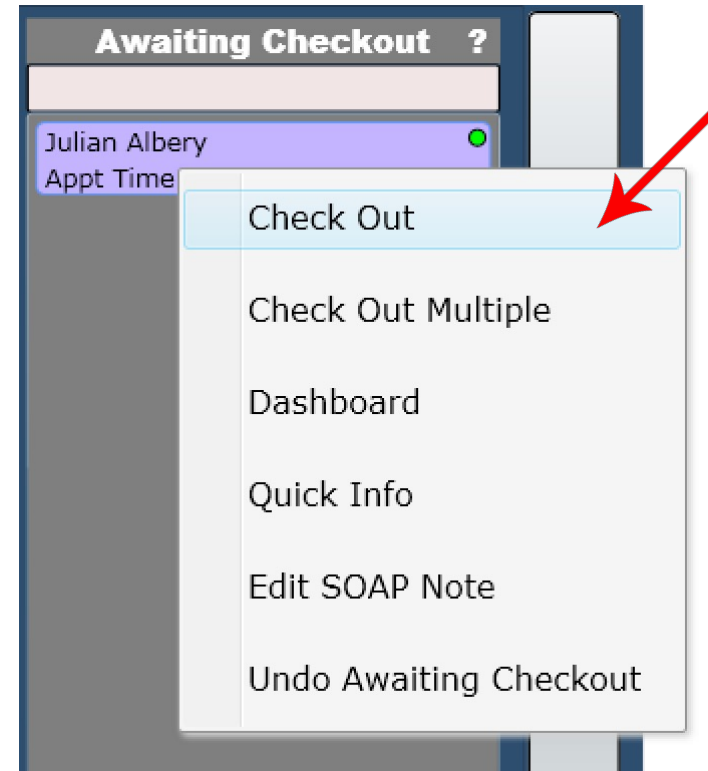 Awaiting Checkout ?
Julian Albery
Appt Time
Check Out
Check Out Multiple
Dashboard
Quick Info
Edit SOAP Note
Undo Awaiting Checkout